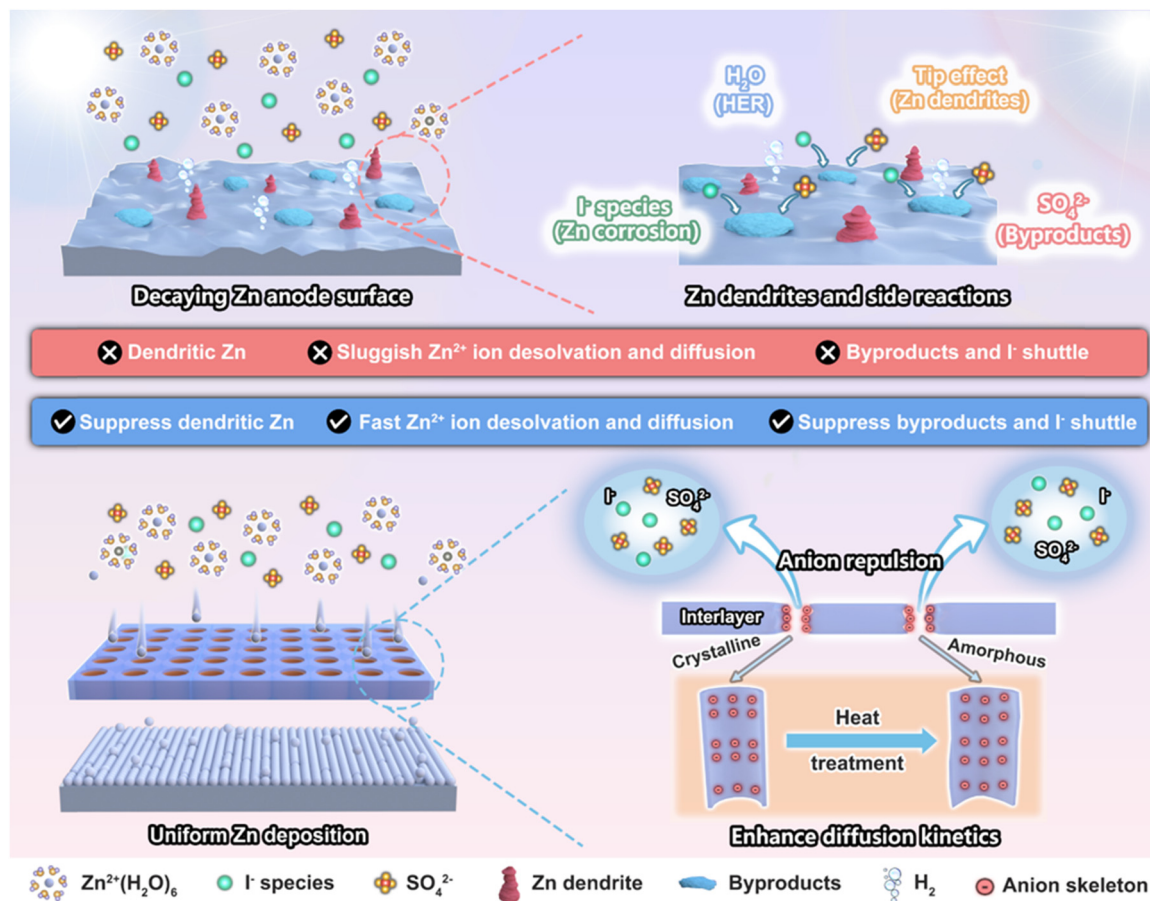 H₂O
(HER)
Tip effect
(Zn dendrites)
I⁻ species
(Zn corrosion)
SO₄²⁻
(Byproducts)
Decaying Zn anode surface
Zn dendrites and side reactions
Dendritic Zn
Sluggish Zn²⁺ ion desolvation and diffusion
Byproducts and I⁻ shuttle
Suppress dendritic Zn
Fast Zn²⁺ ion desolvation and diffusion
Suppress byproducts and I⁻ shuttle
I⁻
SO₄²⁻
I⁻
SO₄²⁻
Anion repulsion
Interlayer
Crystalline
Amorphous
Heat
treatment
Uniform Zn deposition
Enhance diffusion kinetics
Zn²⁺(H₂O)₆
I⁻ species
SO₄²⁻
Zn dendrite
Byproducts
H₂
Anion skeleton